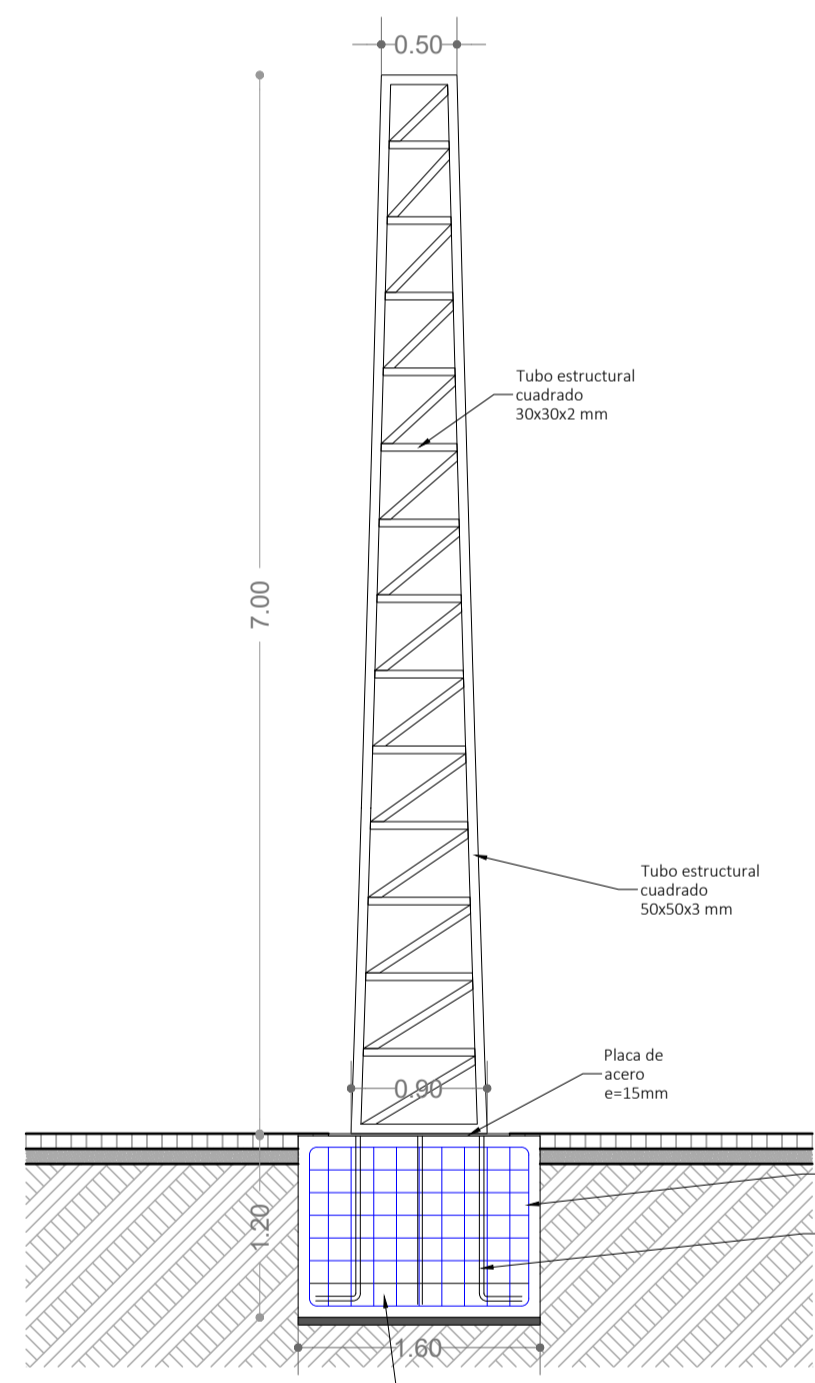 0.50
Tubo estructural
cuadrado
30x30x2 mm
7.00
Tubo estructural
cuadrado
50x50x3 mm
Placa de
acero
e=15mm
0.90
1.20
1.60